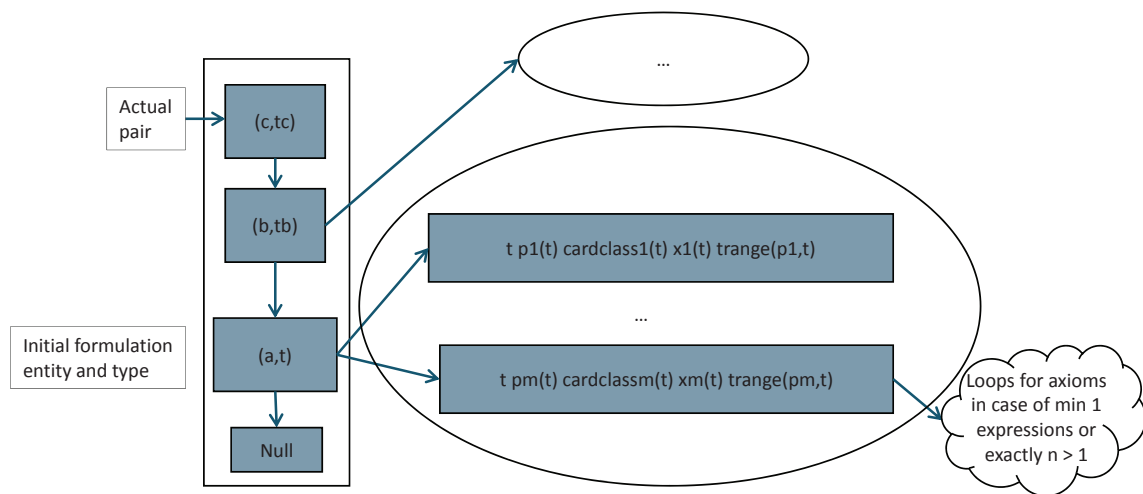 ...
Actual
pair
(c,tc)
(b,tb)
t p1(t) cardclass1(t) x1(t) trange(p1,t)
...
Initial formulation
entity and type
(a,t)
t pm(t) cardclassm(t) xm(t) trange(pm,t)
Loops for axioms
in case of min 1
expressions or
exactly n > 1
Null